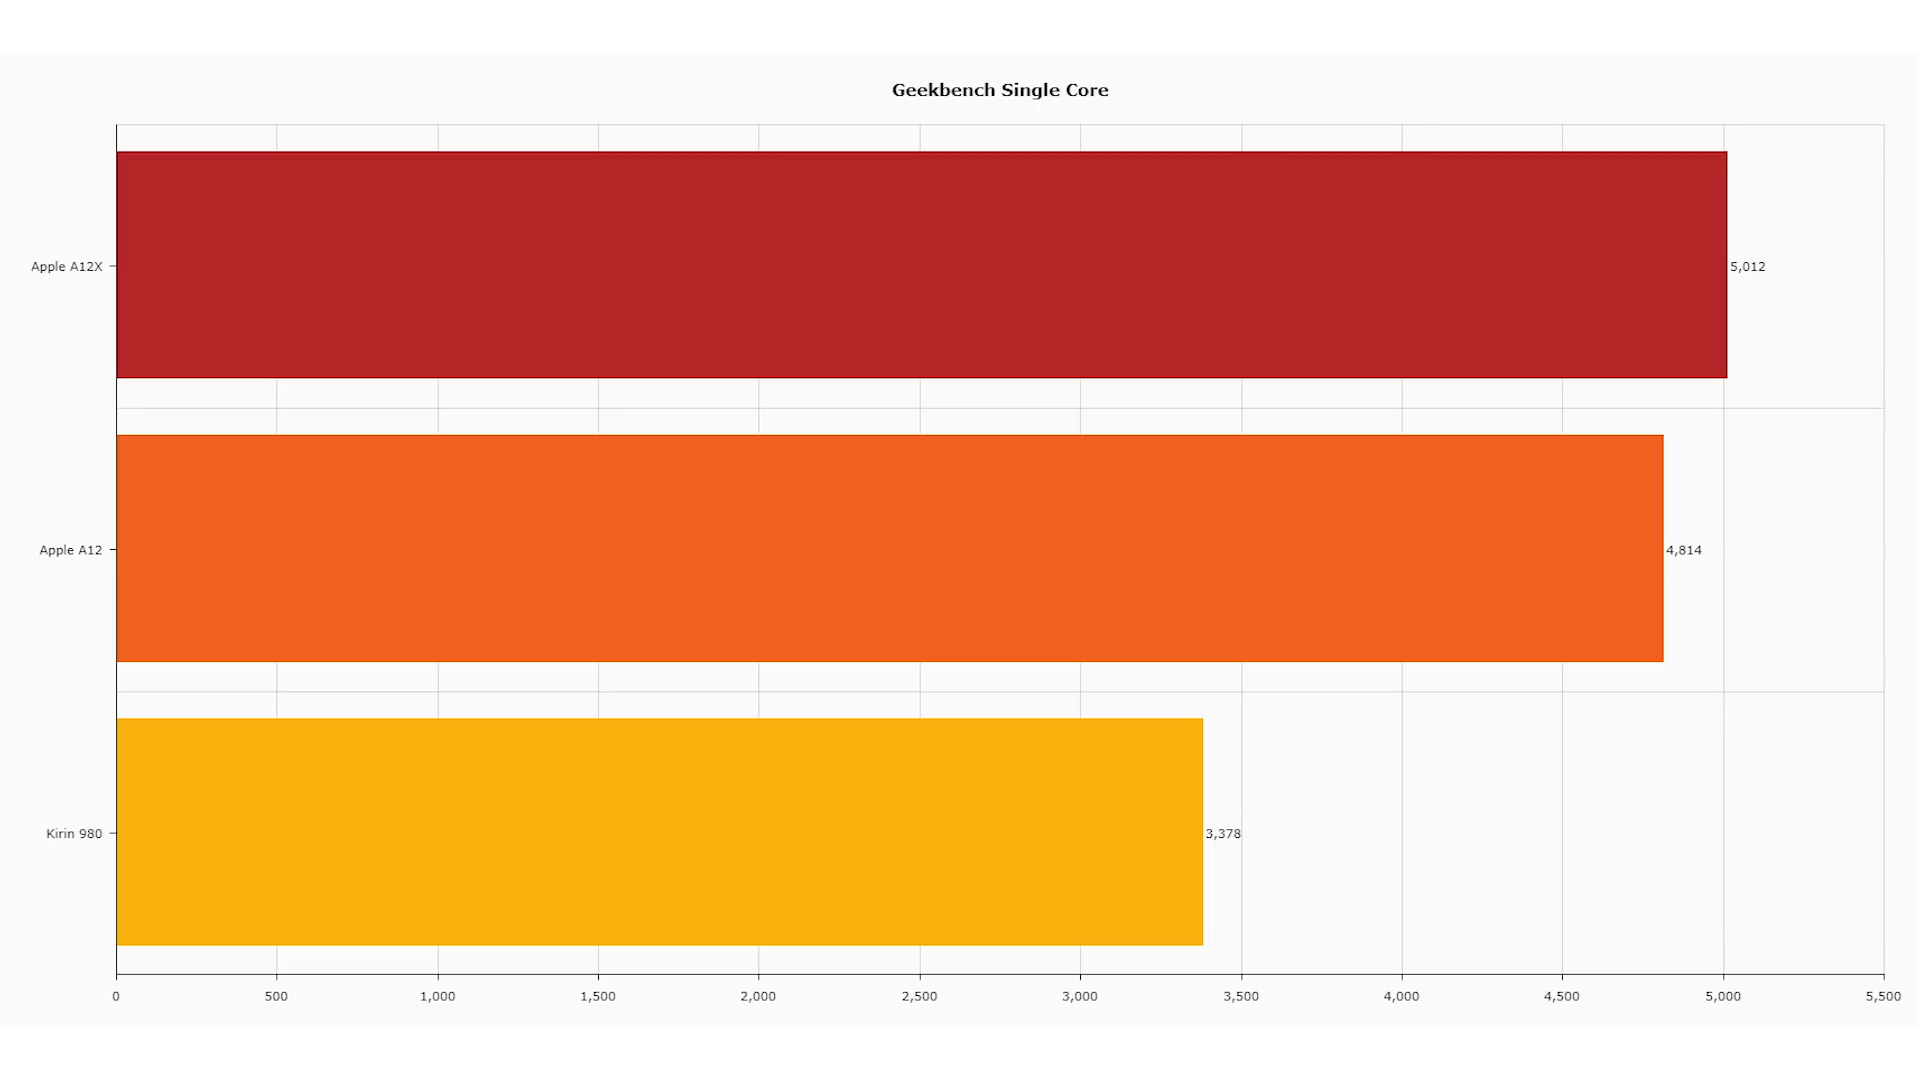 Geekbench Single Core
Apple A12X
5,012
Apple A12
4,814
Kirin 980
3,378
0 500 1,000 1,500 2,000 2,500 3,000 3,500 4,000 4,500 5,000 5,500